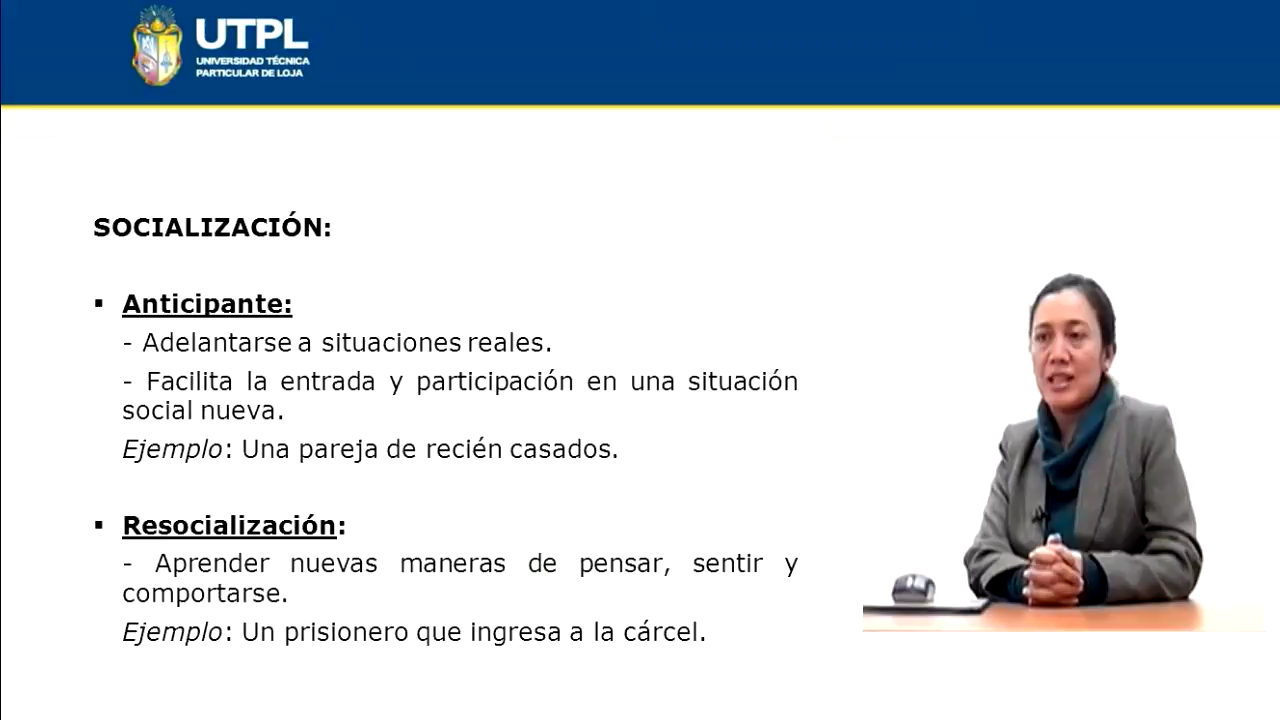 UTPL
UNIVERSIDAD TÉCNICA
PARTICULAR DE LOJA
SOCIALIZACIÓN:
▪ Anticipante:
- Adelantarse a situaciones reales.
- Facilita la entrada y participación en una situación
social nueva.
Ejemplo: Una pareja de recién casados.
▪ Resocialización:
- Aprender nuevas maneras de pensar, sentir y
comportarse.
Ejemplo: Un prisionero que ingresa a la cárcel.